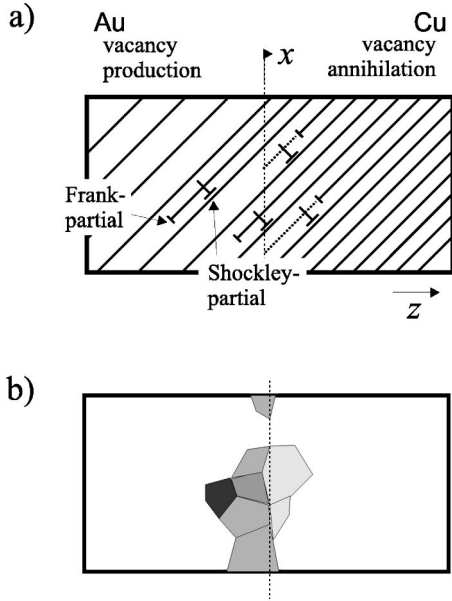 a)
Au
Cu
vacancy
production
x
vacancy
annihilation
Frank-
partial
Shockley-
partial
z
b)